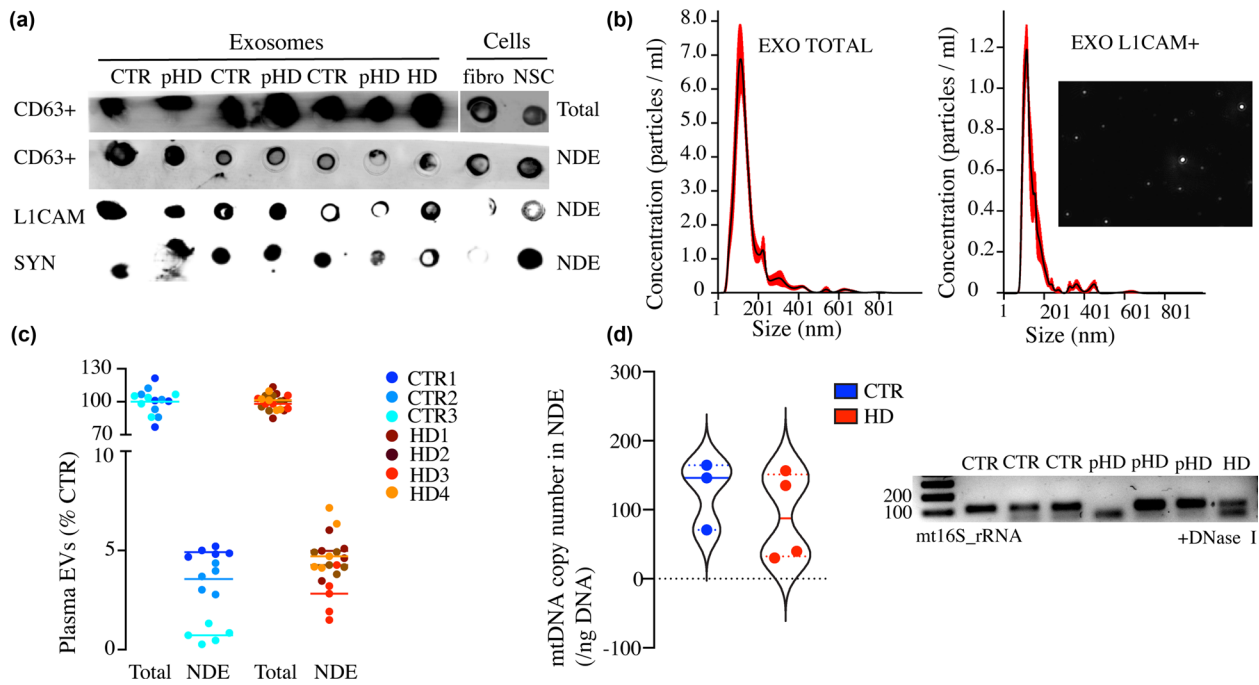 (a)
Exosomes
Cells
CTR pHD CTR pHD CTR pHD HD fibro NSC
CD63+ Total
CD63+ NDE
L1CAM NDE
SYN NDE
(b)
Concentration (particles / ml)
8.0
7.0
6.0
5.0
4.0
3.0
2.0
1.0
0
EXO TOTAL
1 201 401 601 801
Size (nm)
Concentration (particles / ml)
1.2
1.0
0.8
0.6
0.4
0.2
0
EXO L1CAM+
1 201 401 601 801
Size (nm)
(c)
Plasma EVs (% CTR)
130
100
70
10
5
0
Total NDE Total NDE
CTR1
CTR2
CTR3
HD1
HD2
HD3
HD4
(d)
mtDNA copy number in NDE
(/ng DNA)
300
200
100
0
-100
CTR
HD
CTR CTR CTR pHD pHD pHD HD
200
100
mt16S_rRNA
+DNase I